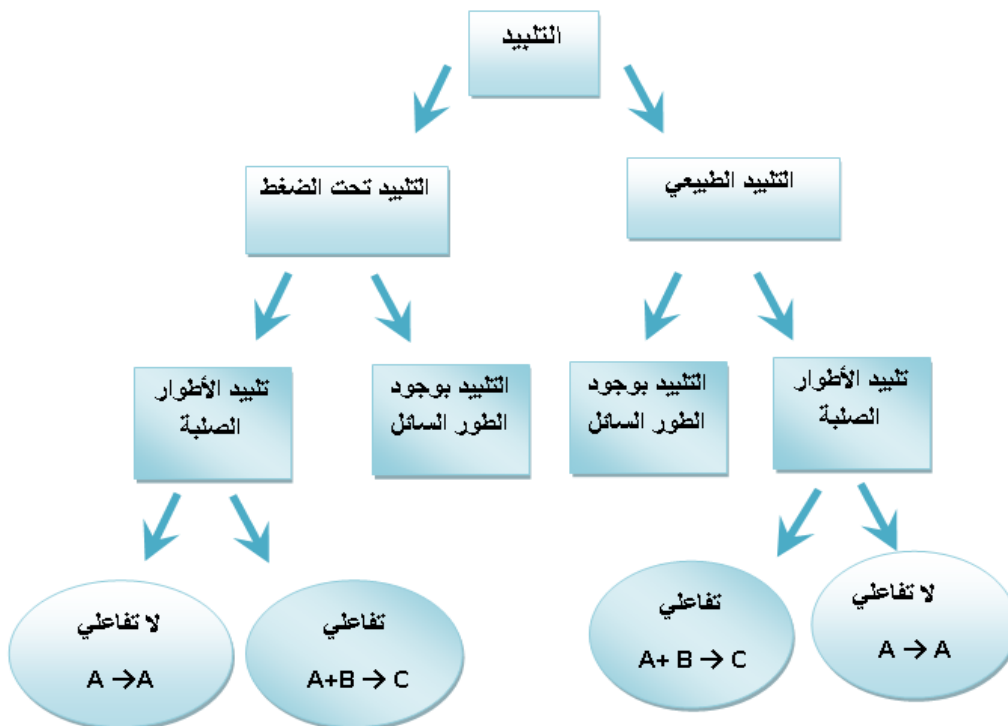 التلبيد
التلبيد الطبيعي
التلبيد تحت الضغط
تلبيد الأطوار
الصلبة
التلبيد بوجود
الطور السائل
التلبيد بوجود
الطور السائل
تلبيد الأطوار
الصلبة
لا تفاعلي
A → A
تفاعلي
A+ B → C
تفاعلي
A+B → C
لا تفاعلي
A →A